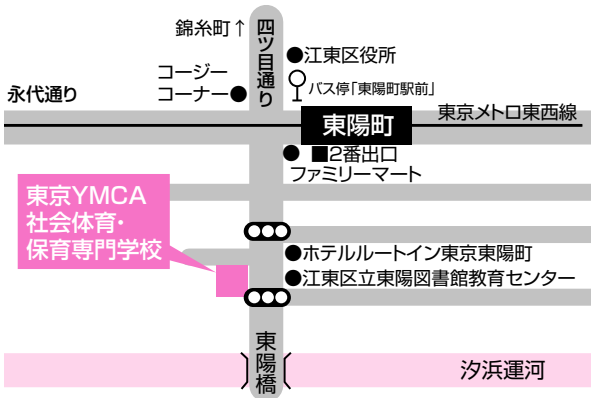 錦糸町↑
四ツ目通り
●江東区役所
コージー
コーナー●
バス停「東陽町駅前」
永代通り
東陽町
東京メトロ東西線
● ■2番出口
ファミリーマート
東京YMCA
社会体育・
保育専門学校
●ホテルルートイン東京東陽町
●江東区立東陽図書館教育センター
東陽橋
汐浜運河